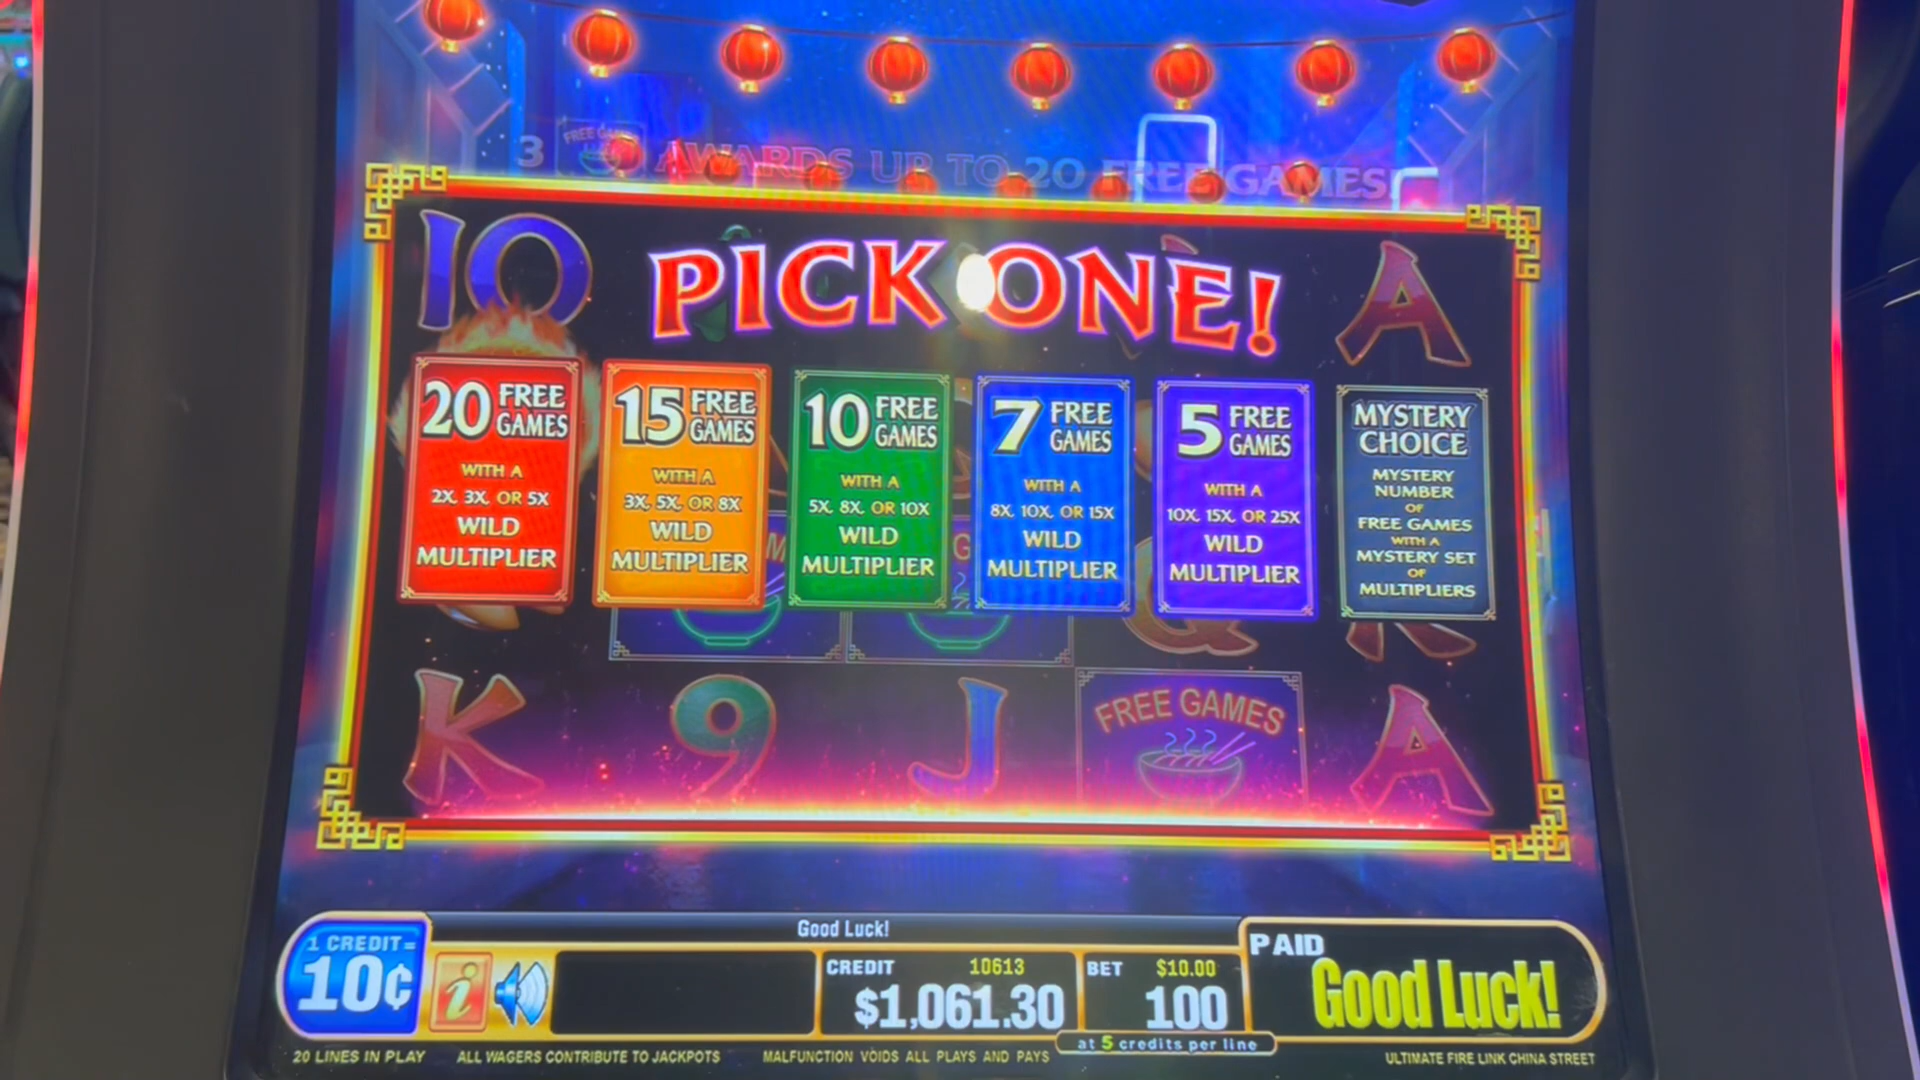 3 FREE GAMES AWARDS UP TO 20 FREE GAMES
10
A
PICK ONE!
20 FREE GAMES
WITH A
2X, 3X, OR 5X
WILD
MULTIPLIER
15 FREE GAMES
WITH A
3X, 5X, OR 8X
WILD
MULTIPLIER
10 FREE GAMES
WITH A
5X, 8X, OR 10X
WILD
MULTIPLIER
7 FREE GAMES
WITH A
8X, 10X, OR 15X
WILD
MULTIPLIER
5 FREE GAMES
WITH A
10X, 15X, OR 25X
WILD
MULTIPLIER
MYSTERY
CHOICE
MYSTERY
NUMBER
OF
FREE GAMES
WITH A
MYSTERY SET
OF
MULTIPLIERS
Q
K
9
J
FREE GAMES
A
Good Luck!
1 CREDIT =
10¢
i
CREDIT 10613
$1,061.30
BET $10.00
100
at 5 credits per line
PAID
Good Luck!
20 LINES IN PLAY
ALL WAGERS CONTRIBUTE TO JACKPOTS
MALFUNCTION VOIDS ALL PLAYS AND PAYS
ULTIMATE FIRE LINK CHINA STREET